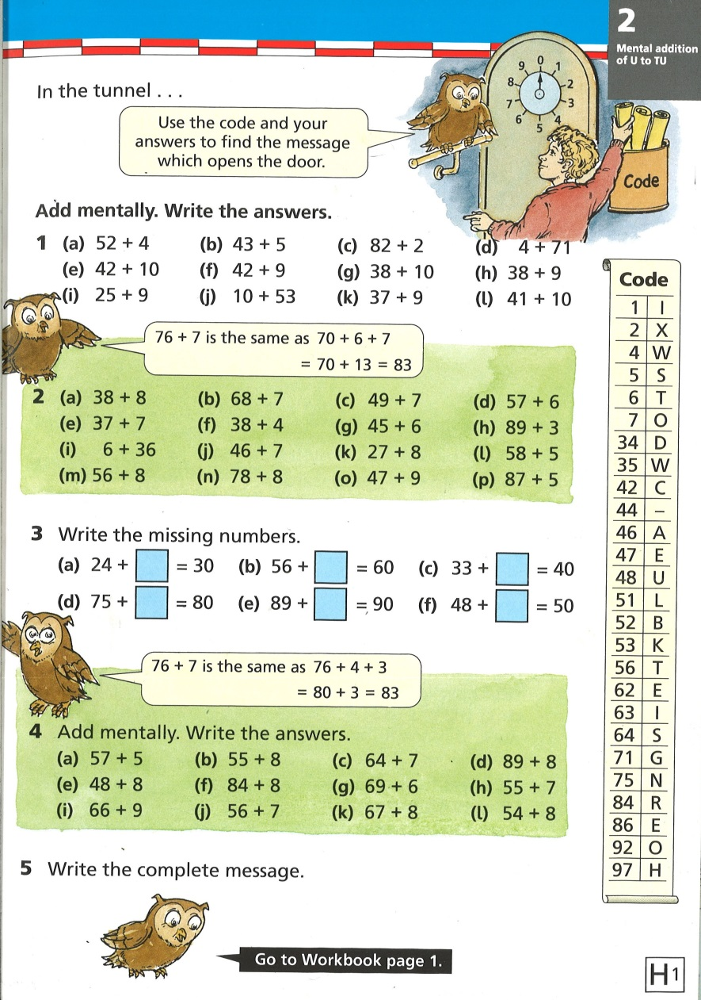 2
Mental addition
of U to TU
In the tunnel . . .
Use the code and your
answers to find the message
which opens the door.
9 0 1
8 2
7 3
6 5 4
Code
Add mentally. Write the answers.
1 (a) 52 + 4 (b) 43 + 5 (c) 82 + 2 (d) 4 + 71
(e) 42 + 10 (f) 42 + 9 (g) 38 + 10 (h) 38 + 9
(i) 25 + 9 (j) 10 + 53 (k) 37 + 9 (l) 41 + 10
76 + 7 is the same as 70 + 6 + 7
= 70 + 13 = 83
2 (a) 38 + 8 (b) 68 + 7 (c) 49 + 7 (d) 57 + 6
(e) 37 + 7 (f) 38 + 4 (g) 45 + 6 (h) 89 + 3
(i) 6 + 36 (j) 46 + 7 (k) 27 + 8 (l) 58 + 5
(m) 56 + 8 (n) 78 + 8 (o) 47 + 9 (p) 87 + 5
3 Write the missing numbers.
(a) 24 + = 30 (b) 56 + = 60 (c) 33 + = 40
(d) 75 + = 80 (e) 89 + = 90 (f) 48 + = 50
76 + 7 is the same as 76 + 4 + 3
= 80 + 3 = 83
4 Add mentally. Write the answers.
(a) 57 + 5 (b) 55 + 8 (c) 64 + 7 (d) 89 + 8
(e) 48 + 8 (f) 84 + 8 (g) 69 + 6 (h) 55 + 7
(i) 66 + 9 (j) 56 + 7 (k) 67 + 8 (l) 54 + 8
5 Write the complete message.
Go to Workbook page 1.
Code
1 I
2 X
4 W
5 S
6 T
7 O
34 D
35 W
42 C
44 –
46 A
47 E
48 U
51 L
52 B
53 K
56 T
62 E
63 I
64 S
71 G
75 N
84 R
86 E
92 O
97 H
H 1